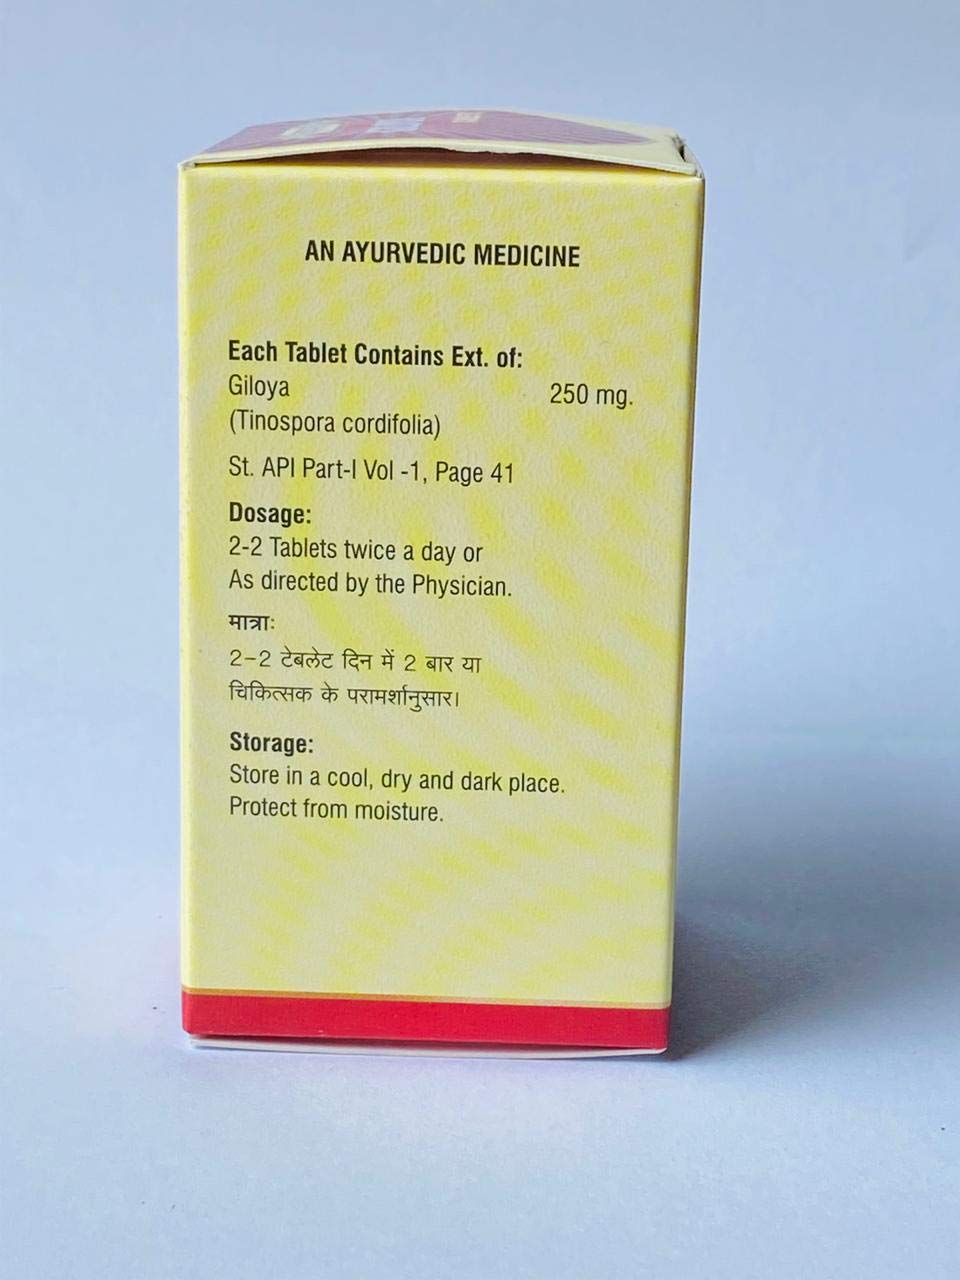 AN AYURVEDIC MEDICINE
Each Tablet Contains Ext. of:
Giloya 250 mg.
(Tinospora cordifolia)
St. API Part-I Vol -1, Page 41
Dosage:
2-2 Tablets twice a day or
As directed by the Physician.
मात्राः
2-2 टेबलेट दिन में 2 बार या
चिकित्सक के परामर्शानुसार।
Storage:
Store in a cool, dry and dark place.
Protect from moisture.